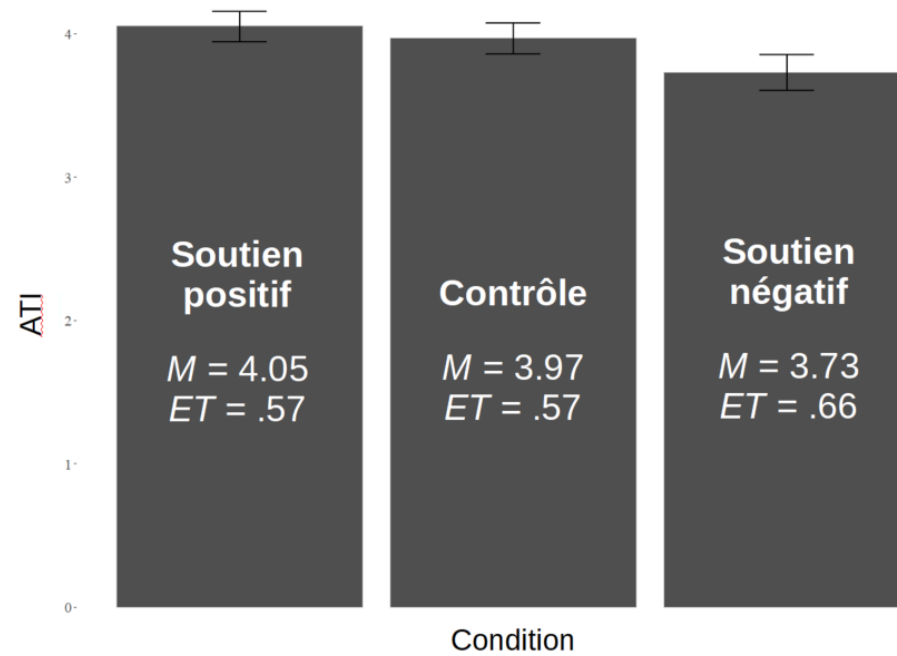 4
3
2
1
0
ATI
Soutien
positif
M = 4.05
ET = .57
Contrôle
M = 3.97
ET = .57
Soutien
négatif
M = 3.73
ET = .66
Condition